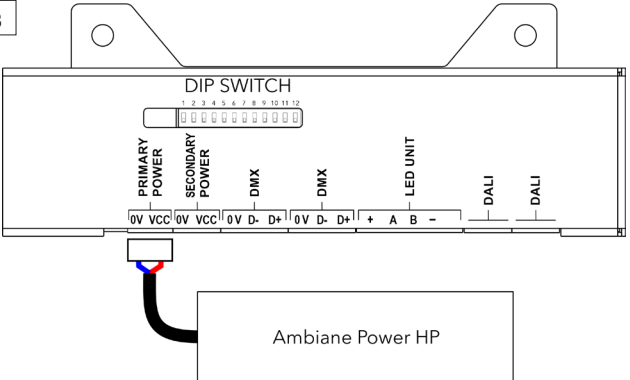 DIP SWITCH
1 2 3 4 5 6 7 8 9 10 11 12
PRIMARY
POWER
SECONDARY
POWER
DMX
DMX
LED UNIT
DALI
DALI
0V VCC 0V VCC 0V D- D+ 0V D- D+ + A B -
Ambiane Power HP